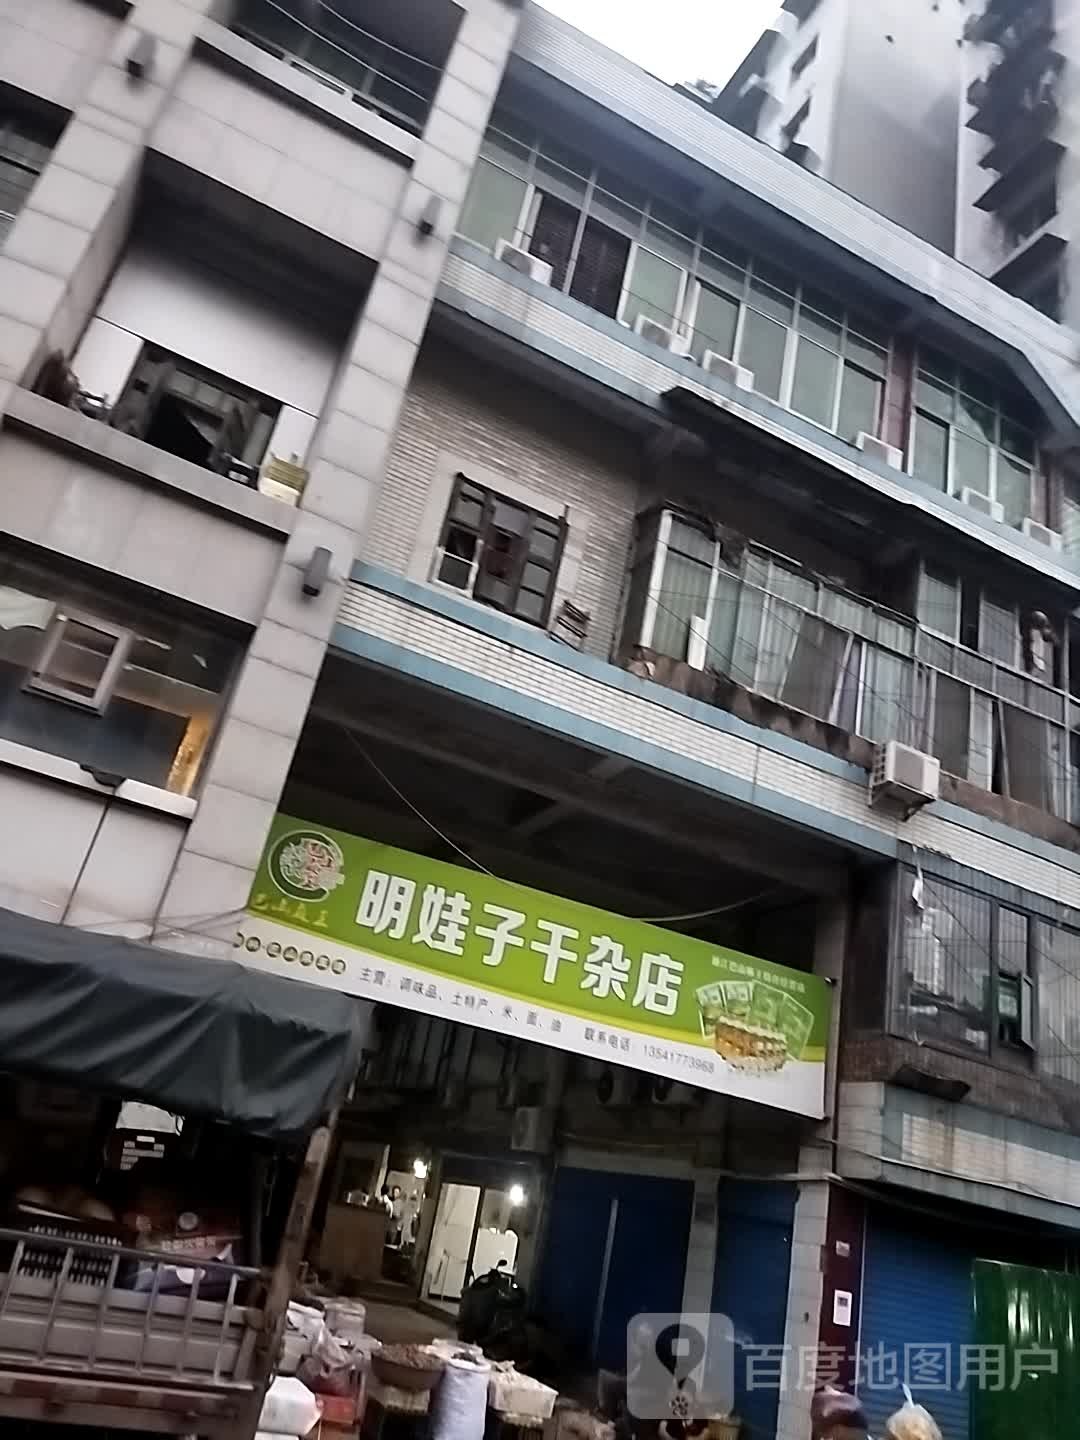 明娃子干杂店
主营：调味品、土特产、米、面、油 联系电话：13541773968
百度地图用户